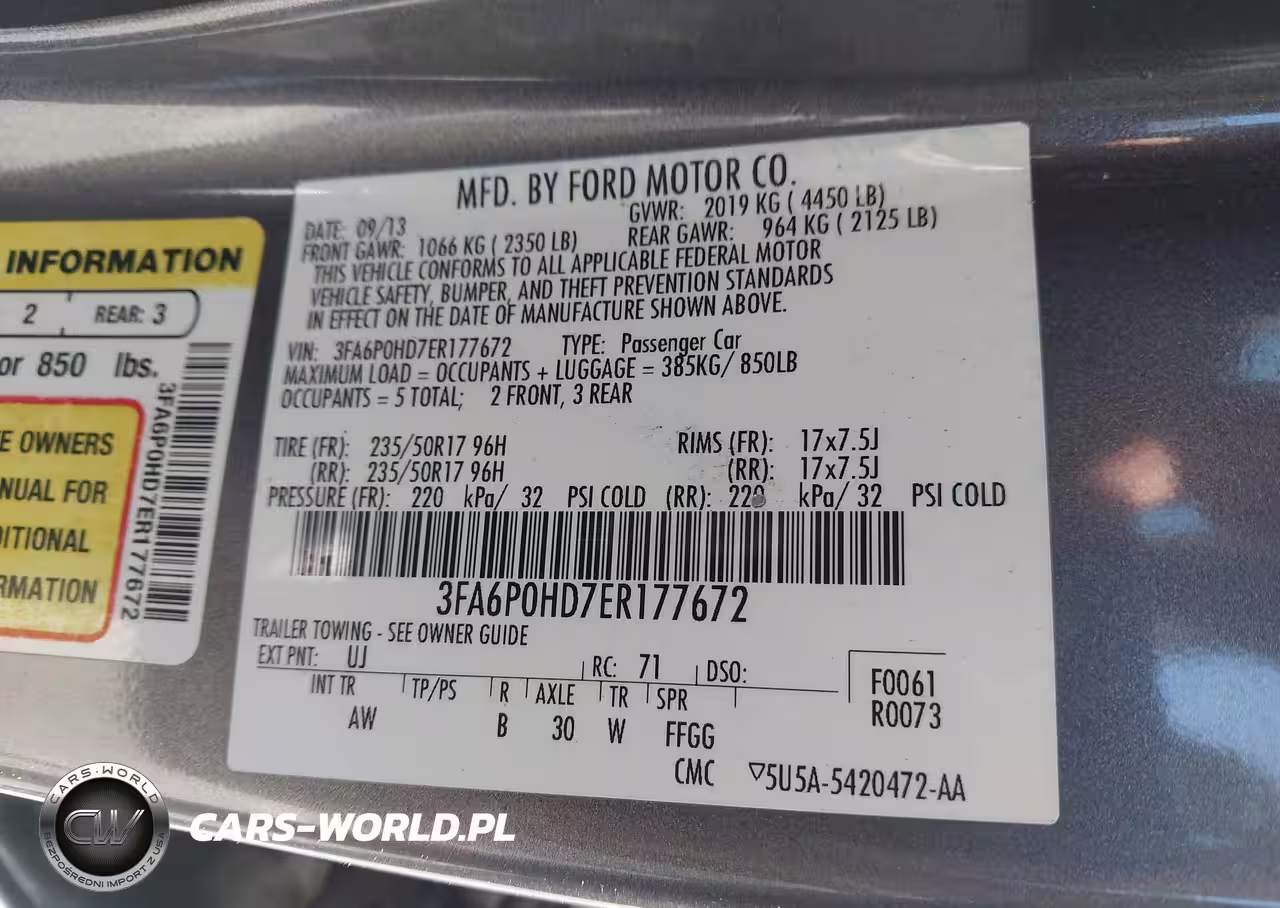 INFORMATION
2 REAR: 3
or 850 lbs.
E OWNERS
NUAL FOR
DITIONAL
RMATION
3FA6P0HD7ER177672
MFD. BY FORD MOTOR CO.
DATE: 09/13 GVWR: 2019 KG ( 4450 LB)
FRONT GAWR: 1066 KG ( 2350 LB) REAR GAWR: 964 KG ( 2125 LB)
THIS VEHICLE CONFORMS TO ALL APPLICABLE FEDERAL MOTOR
VEHICLE SAFETY, BUMPER, AND THEFT PREVENTION STANDARDS
IN EFFECT ON THE DATE OF MANUFACTURE SHOWN ABOVE.
VIN: 3FA6P0HD7ER177672 TYPE: Passenger Car
MAXIMUM LOAD = OCCUPANTS + LUGGAGE = 385KG/ 850LB
OCCUPANTS = 5 TOTAL; 2 FRONT, 3 REAR
TIRE (FR): 235/50R17 96H RIMS (FR): 17x7.5J
(RR): 235/50R17 96H (RR): 17x7.5J
PRESSURE (FR): 220 kPa/ 32 PSI COLD (RR): 220 kPa/ 32 PSI COLD
3FA6P0HD7ER177672
TRAILER TOWING - SEE OWNER GUIDE
EXT PNT: UJ RC: 71 DSO:
INT TR TP/PS R AXLE TR SPR
AW B 30 W FFGG
F0061
R0073
CMC ▽5U5A-5420472-AA
CARS-WORLD
CW
BEZPOŚREDNI IMPORT Z USA
CARS-WORLD.PL